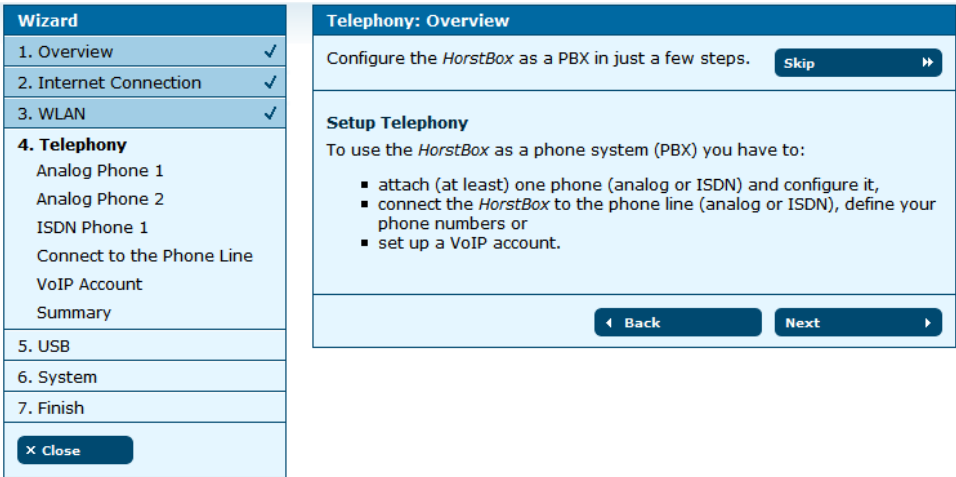 Wizard
1. Overview
2. Internet Connection
3. WLAN
4. Telephony
Analog Phone 1
Analog Phone 2
ISDN Phone 1
Connect to the Phone Line
VoIP Account
Summary
5. USB
6. System
7. Finish
× Close
Telephony: Overview
Configure the HorstBox as a PBX in just a few steps.
Skip
Setup Telephony
To use the HorstBox as a phone system (PBX) you have to:
▪ attach (at least) one phone (analog or ISDN) and configure it,
▪ connect the HorstBox to the phone line (analog or ISDN), define your
phone numbers or
▪ set up a VoIP account.
Back
Next